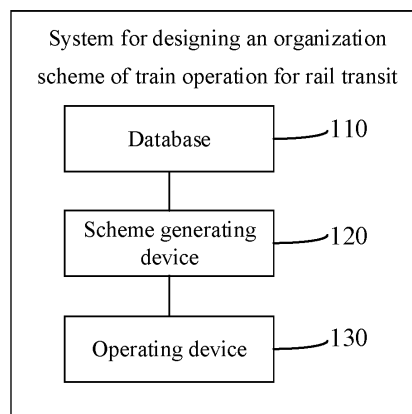 System for designing an organization
scheme of train operation for rail transit
Database
110
Scheme generating
device
120
Operating device
130